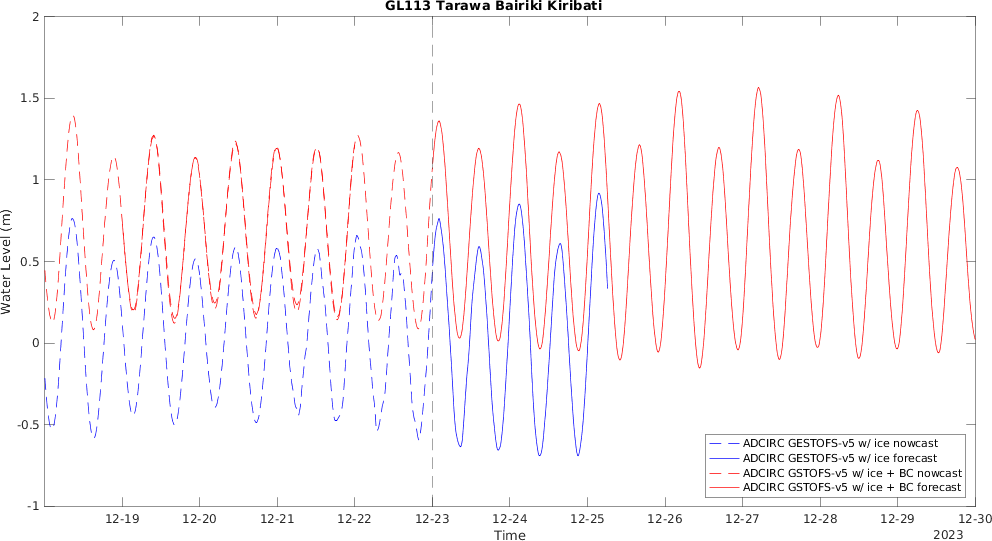 GL113 Tarawa Bairiki Kiribati
2
1.5
1
0.5
0
-0.5
-1
Water Level (m)
ADCIRC GESTOFS-v5 w/ ice nowcast
ADCIRC GESTOFS-v5 w/ ice forecast
ADCIRC GSTOFS-v5 w/ ice + BC nowcast
ADCIRC GSTOFS-v5 w/ ice + BC forecast
12-19 12-20 12-21 12-22 12-23 12-24 12-25 12-26 12-27 12-28 12-29 12-30
Time
2023